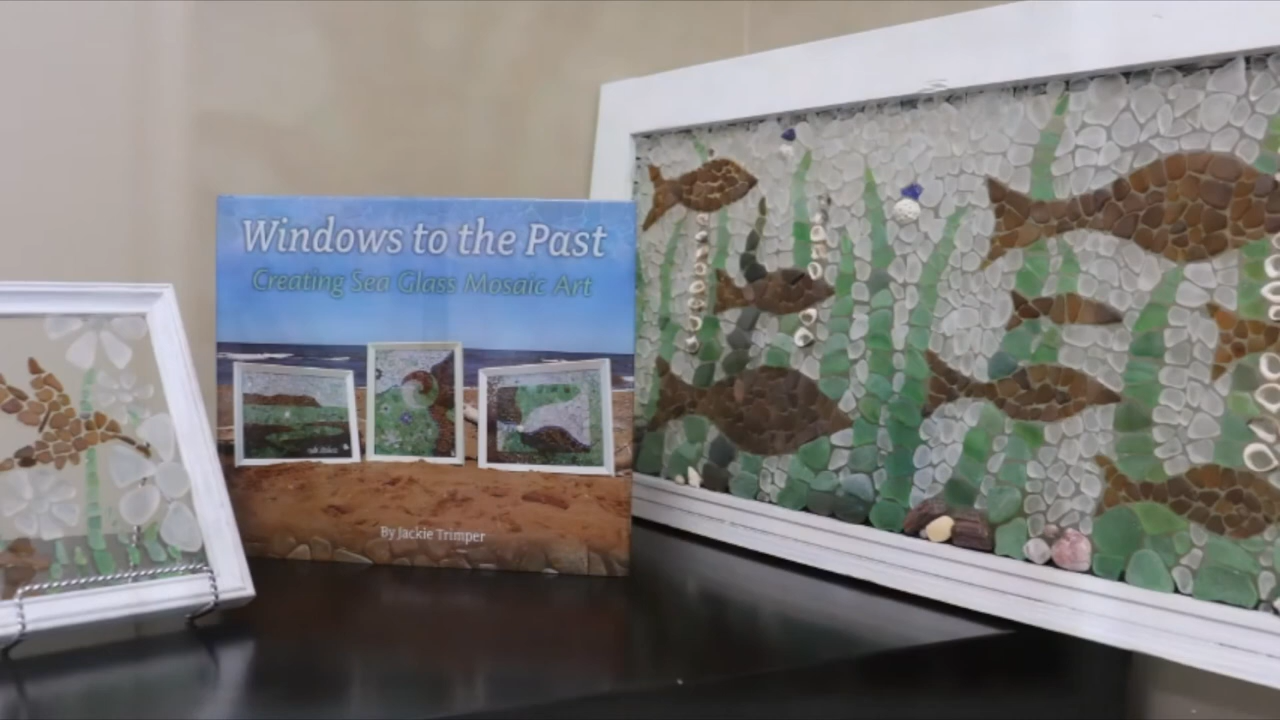 Windows to the Past
Creating Sea Glass Mosaic Art
By Jackie Trimper